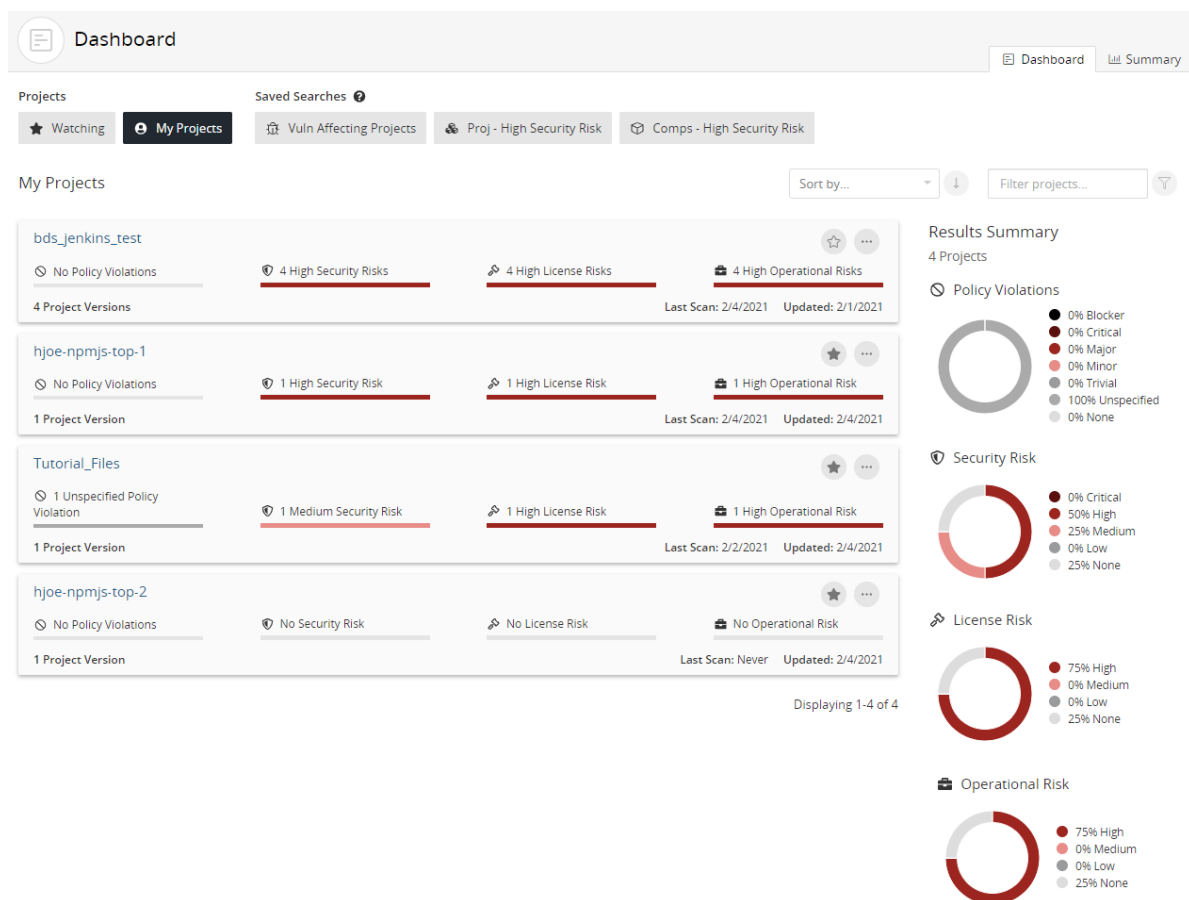 Dashboard
Dashboard
Summary
Projects
Saved Searches
Watching
My Projects
Vuln Affecting Projects
Proj - High Security Risk
Comps - High Security Risk
My Projects
Sort by...
Filter projects...
bds_jenkins_test
No Policy Violations
4 High Security Risks
4 High License Risks
4 High Operational Risks
4 Project Versions
Last Scan: 2/4/2021 Updated: 2/1/2021
hjoe-npmjs-top-1
No Policy Violations
1 High Security Risk
1 High License Risk
1 High Operational Risk
1 Project Version
Last Scan: 2/4/2021 Updated: 2/4/2021
Tutorial_Files
1 Unspecified Policy
Violation
1 Medium Security Risk
1 High License Risk
1 High Operational Risk
1 Project Version
Last Scan: 2/2/2021 Updated: 2/4/2021
hjoe-npmjs-top-2
No Policy Violations
No Security Risk
No License Risk
No Operational Risk
1 Project Version
Last Scan: Never Updated: 2/4/2021
Displaying 1-4 of 4
Results Summary
4 Projects
Policy Violations
0% Blocker
0% Critical
0% Major
0% Minor
0% Trivial
100% Unspecified
0% None
Security Risk
0% Critical
50% High
25% Medium
0% Low
25% None
License Risk
75% High
0% Medium
0% Low
25% None
Operational Risk
75% High
0% Medium
0% Low
25% None